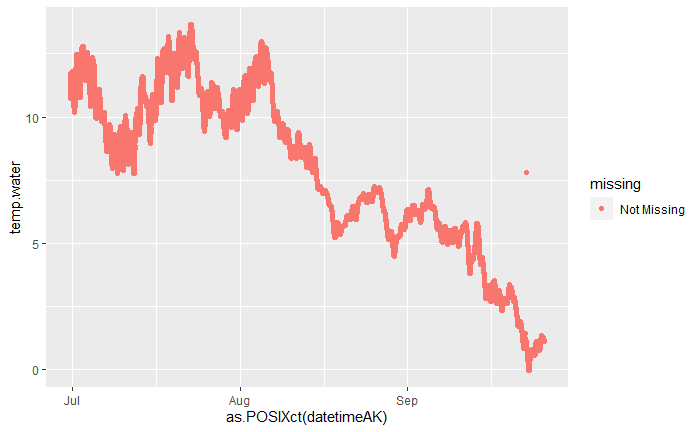 10
5
0
temp.water
Jul
Aug
Sep
as.POSIXct(datetimeAK)
missing
Not Missing